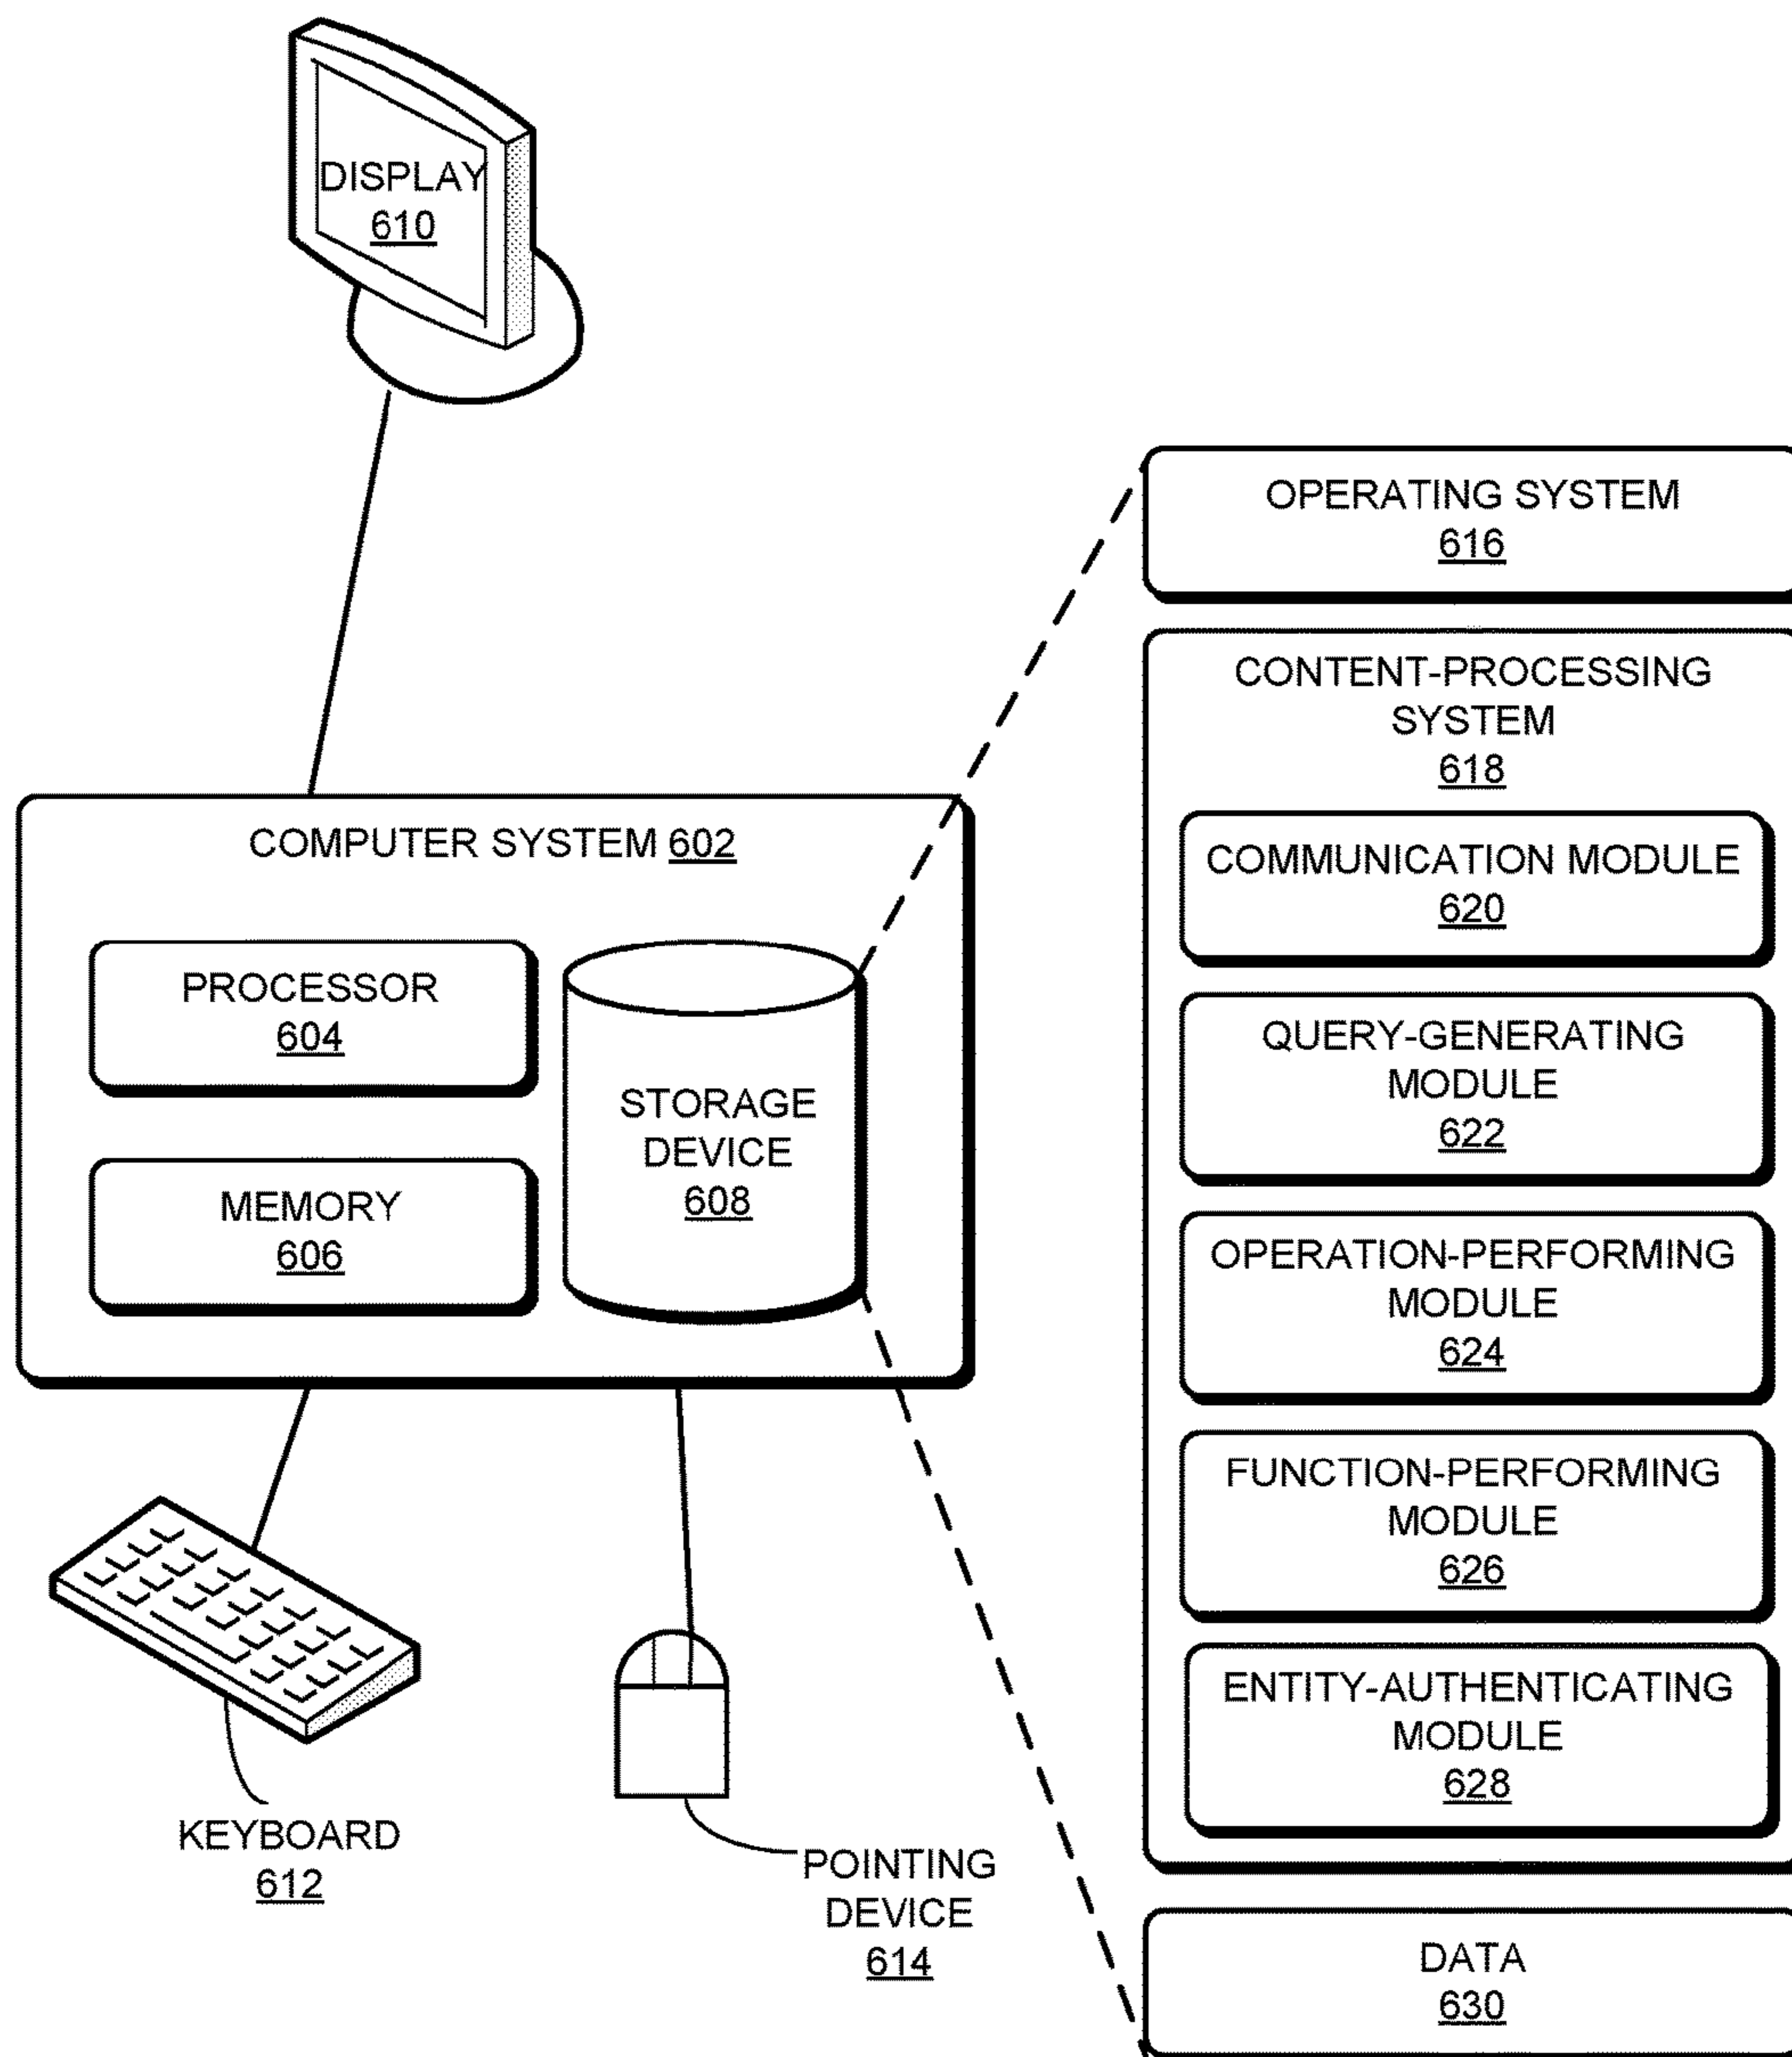 DISPLAY
610
COMPUTER SYSTEM 602
PROCESSOR
604
MEMORY
606
STORAGE
DEVICE
608
KEYBOARD
612
POINTING
DEVICE
614
OPERATING SYSTEM
616
CONTENT-PROCESSING
SYSTEM
618
COMMUNICATION MODULE
620
QUERY-GENERATING
MODULE
622
OPERATION-PERFORMING
MODULE
624
FUNCTION-PERFORMING
MODULE
626
ENTITY-AUTHENTICATING
MODULE
628
DATA
630